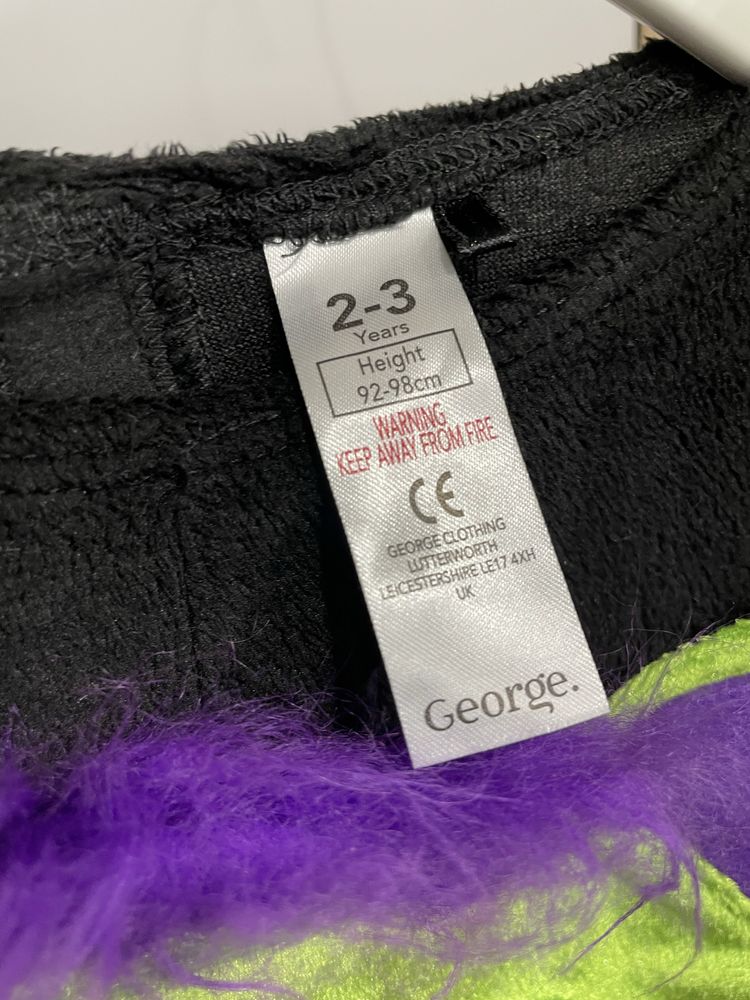 2-3
Years
Height
92-98cm
WARNING
KEEP AWAY FROM FIRE
CE
GEORGE CLOTHING
LUTTERWORTH
LEICESTERSHIRE LE17 4XH
UK
George.